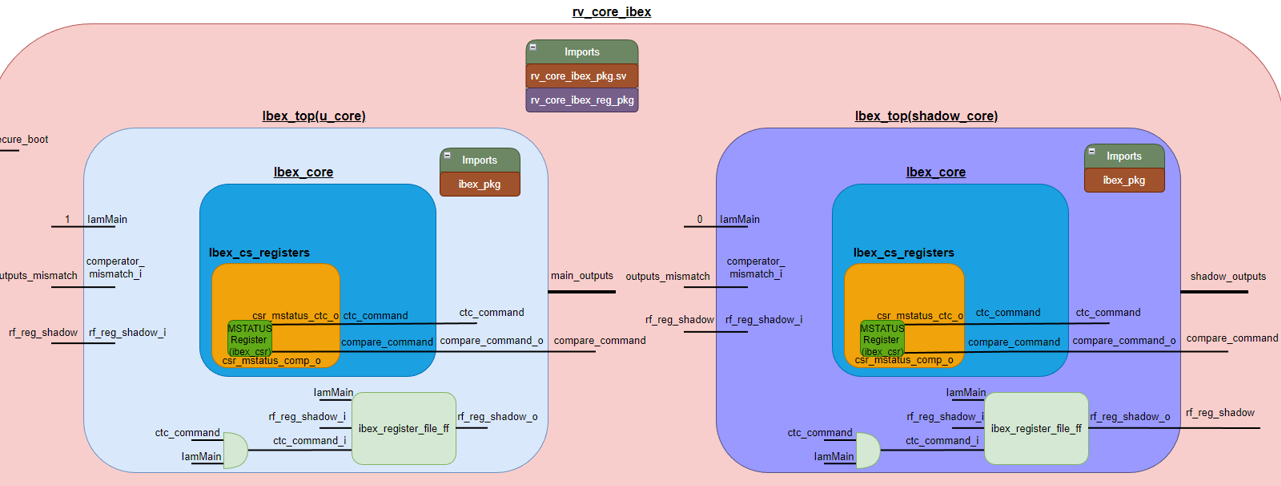 rv_core_ibex
Imports
rv_core_ibex_pkg.sv
rv_core_ibex_reg_pkg
Ibex_top(u_core)
ecure_boot
Imports
ibex_pkg
Ibex_core
1 IamMain
Ibex_cs_registers
comperator_
mismatch_i
utputs_mismatch
main_outputs
csr_mstatus_ctc_o ctc_command
ctc_command
MSTATUS
Register
(ibex_csr)
rf_reg_shadow rf_reg_shadow_i
compare_command compare_command_o compare_command
csr_mstatus_comp_o
IamMain
rf_reg_shadow_i
rf_reg_shadow_o
ibex_register_file_ff
ctc_command
ctc_command_i
IamMain
Ibex_top(shadow_core)
Imports
ibex_pkg
Ibex_core
0 IamMain
Ibex_cs_registers
comperator_
mismatch_i
outputs_mismatch
shadow_outputs
csr_mstatus_ctc_o ctc_command
ctc_command
MSTATUS
Register
(ibex_csr)
rf_reg_shadow rf_reg_shadow_i
compare_command compare_command_o compare_command
csr_mstatus_comp_o
IamMain
rf_reg_shadow_i
rf_reg_shadow_o
rf_reg_shadow
ibex_register_file_ff
ctc_command
ctc_command_i
IamMain